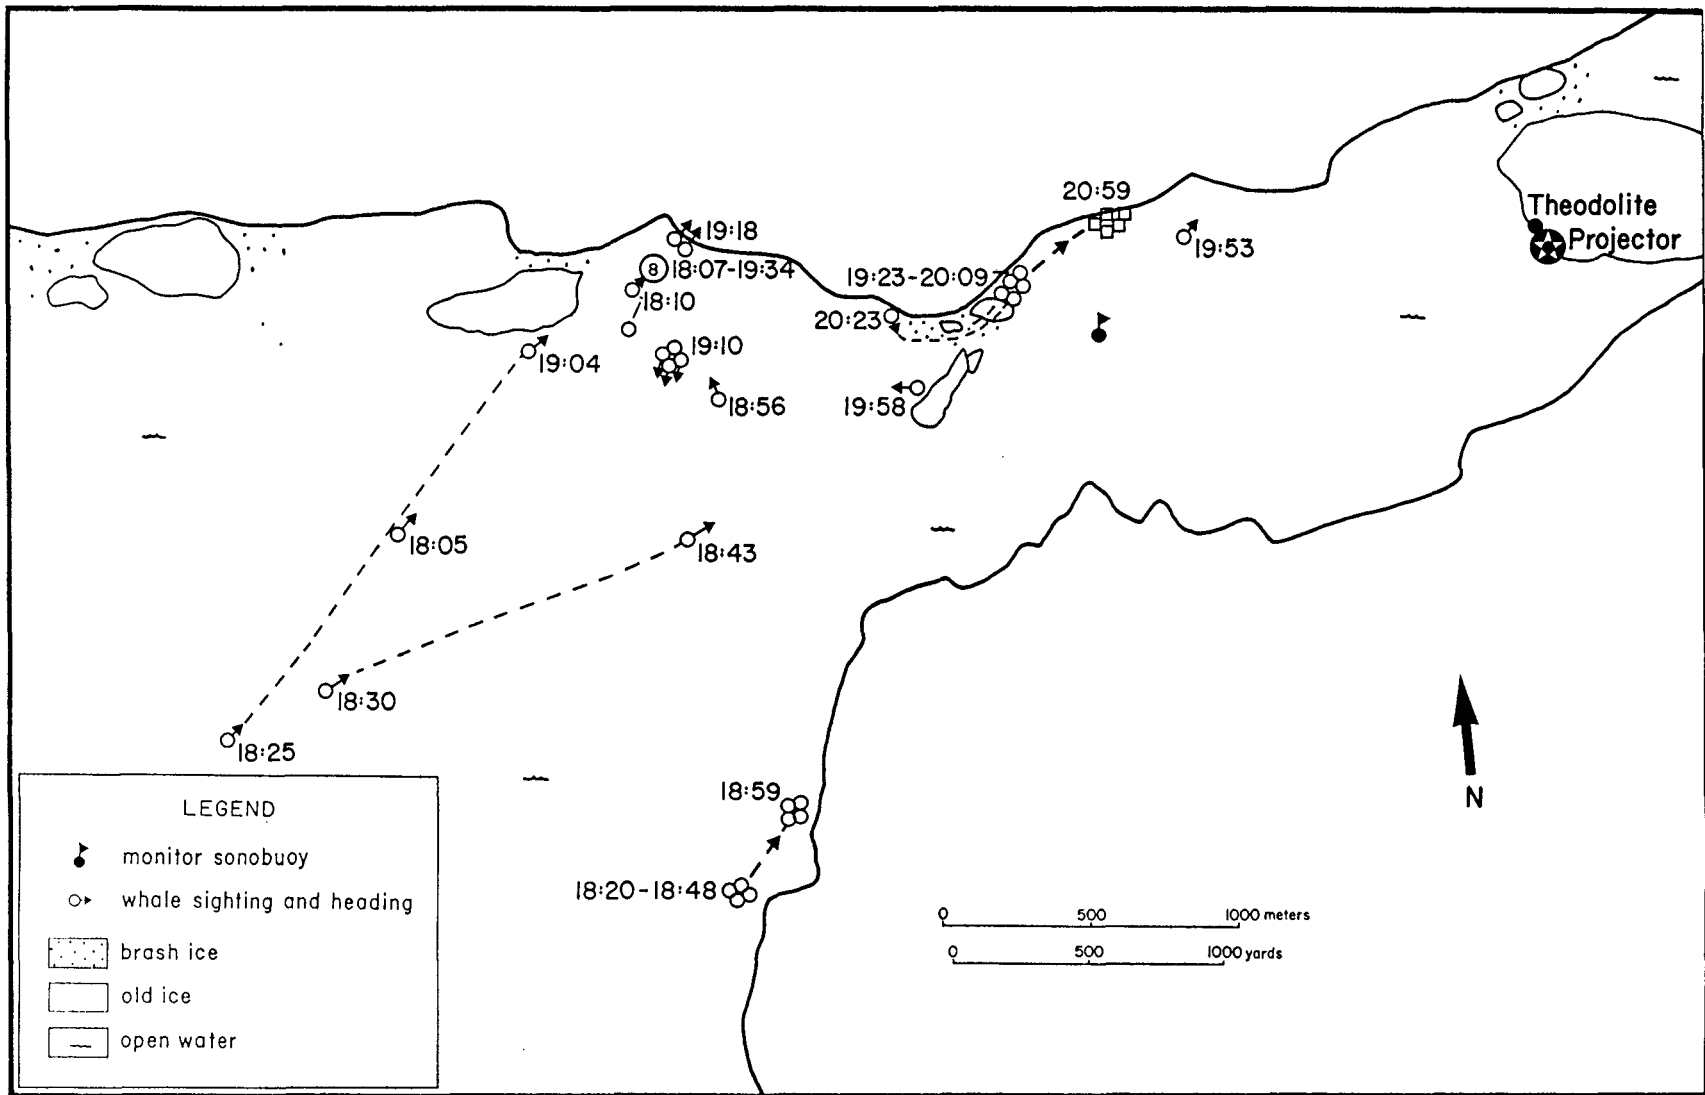 20:59
Theodolite
Projector
19:18
19:53
8 18:07-19:34
19:23-20:09
18:10
20:23
19:10
19:04
18:56
19:58
18:05
18:43
18:30
18:25
18:59
18:20-18:48
N
LEGEND
monitor sonobuoy
whale sighting and heading
brash ice
old ice
open water
0 500 1000 meters
0 500 1000 yards